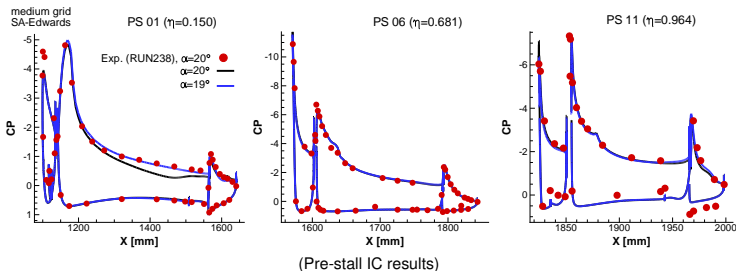 medium grid
SA-Edwards
PS 01 (η=0.150)
PS 06 (η=0.681)
PS 11 (η=0.964)
Exp. (RUN238), α=20°
α=20°
α=19°
CP
-5
-4
-3
-2
-1
0
1
1200 1400 1600
X [mm]
-10
-8
-6
-4
-2
0
1600 1700 1800
X [mm]
CP
-6
-4
-2
0
1850 1900 1950 2000
X [mm]
(Pre-stall IC results)